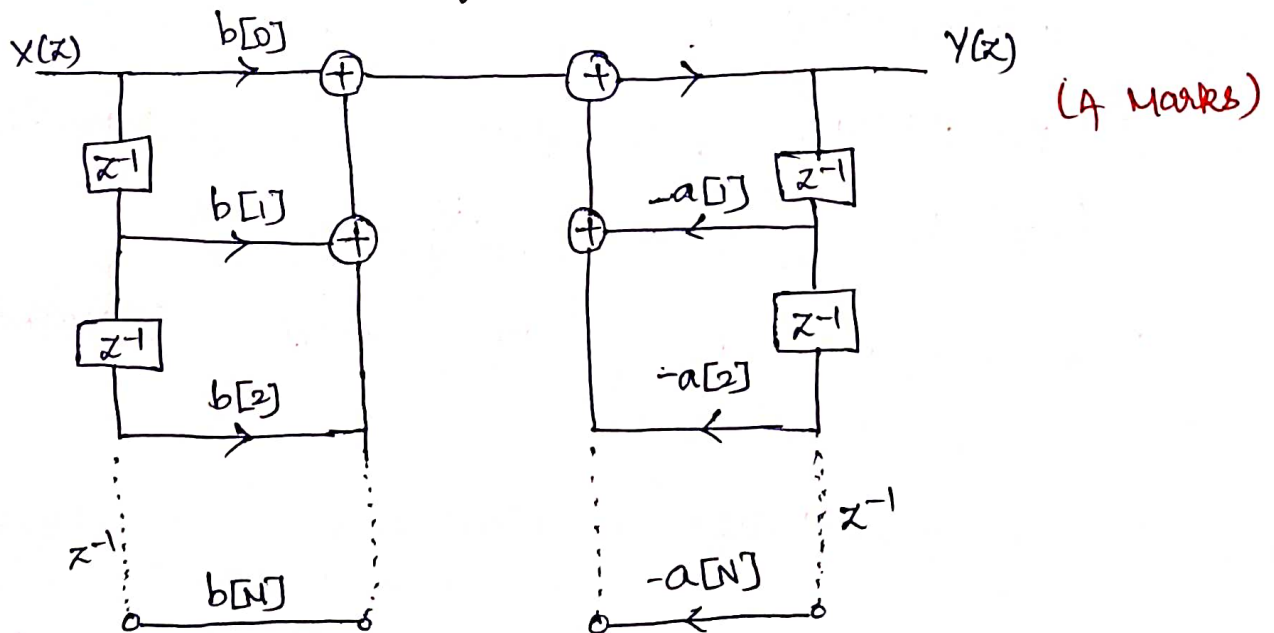 X(Z) b[0] + + Y(Z)
(4 Marks)
z⁻¹ z⁻¹
b[1] + + -a[1]
z⁻¹ z⁻¹
b[2] -a[2]
z⁻¹ z⁻¹
b[M] -a[N]